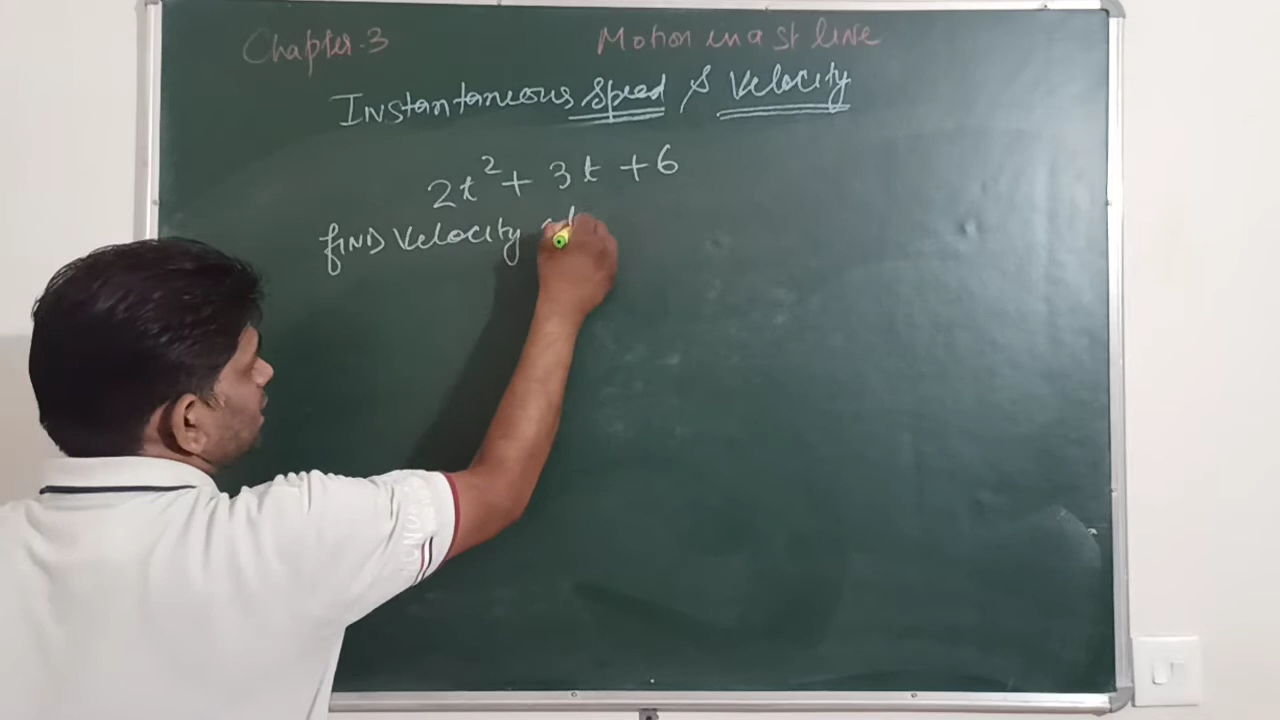 Chapter.3 Motion in a st line
Instantaneous Speed & Velocity
2t² + 3t + 6
find Velocity at